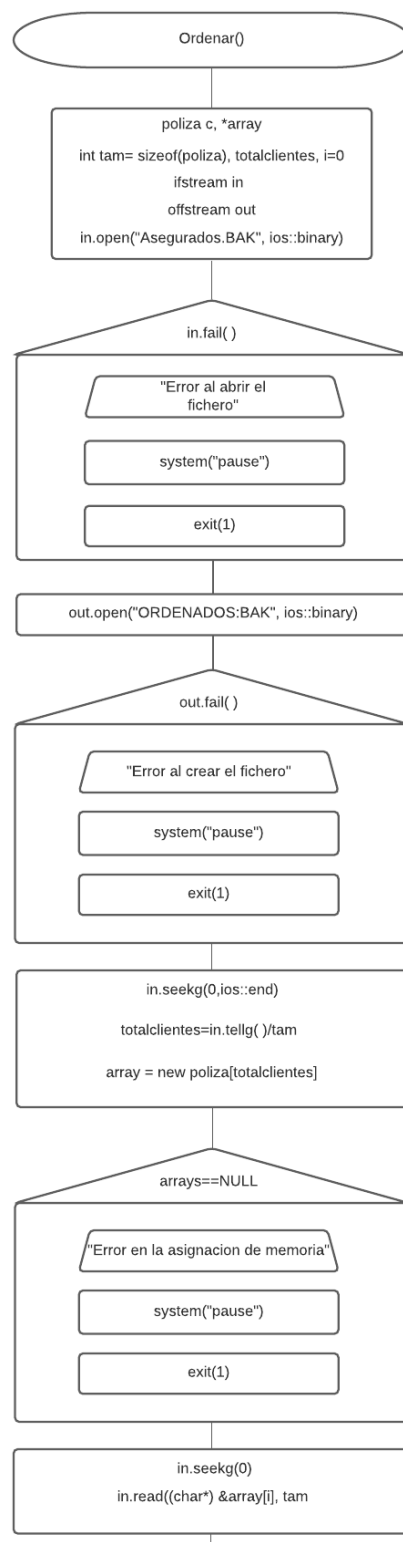 Ordenar()
poliza c, *array
int tam= sizeof(poliza), totalclientes, i=0
ifstream in
offstream out
in.open("Asegurados.BAK", ios::binary)
in.fail( )
"Error al abrir el
fichero"
system("pause")
exit(1)
out.open("ORDENADOS:BAK", ios::binary)
out.fail( )
"Error al crear el fichero"
system("pause")
exit(1)
in.seekg(0,ios::end)
totalclientes=in.tellg( )/tam
array = new poliza[totalclientes]
arrays==NULL
"Error en la asignacion de memoria"
system("pause")
exit(1)
in.seekg(0)
in.read((char*) &array[i], tam